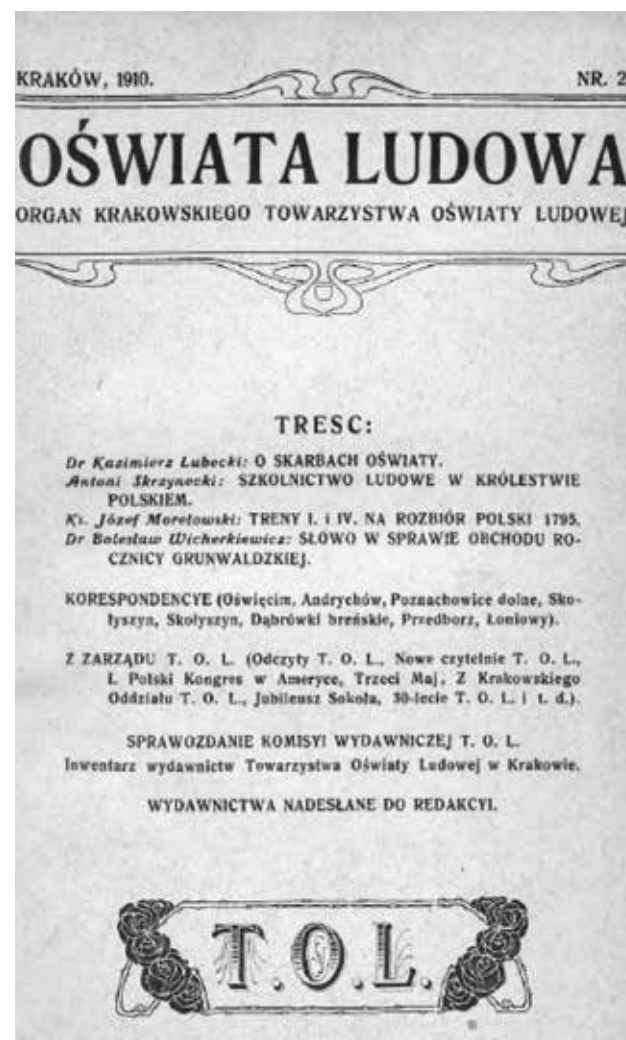 KRAKÓW, 1910.
NR. 2
OŚWIATA LUDOWA
ORGAN KRAKOWSKIEGO TOWARZYSTWA OŚWIATY LUDOWEJ
TRESC:
Dr Kazimierz Lubecki: O SKARBACH OŚWIATY.
Antoni Skrzynecki: SZKOLNICTWO LUDOWE W KRÓLESTWIE
POLSKIEM.
Ks. Józef Morelowski: TRENY I. i IV. NA ROZBIÓR POLSKI 1795.
Dr Bolesław Wicherkiewicz: SŁOWO W SPRAWIE OBCHODU RO-
CZNICY GRUNWALDZKIEJ.
KORESPONDENCYE (Oświęcim, Andrychów, Poznachowice dolne, Sko-
łyszyn, Skołyszyn, Dąbrówki breńskie, Przedborz, Łoniowy).
Z ZARZĄDU T. O. L. (Odczyty T. O. L., Nowe czytelnie T. O. L.,
I. Polski Kongres w Ameryce, Trzeci Maj, Z Krakowskiego
Oddziału T. O. L., Jubileusz Sokoła, 30-lecie T. O. L. i t. d.).
SPRAWOZDANIE KOMISYI WYDAWNICZEJ T. O. L.
Inwentarz wydawnictw Towarzystwa Oświaty Ludowej w Krakowie.
WYDAWNICTWA NADESŁANE DO REDAKCYI.
T.O.L.